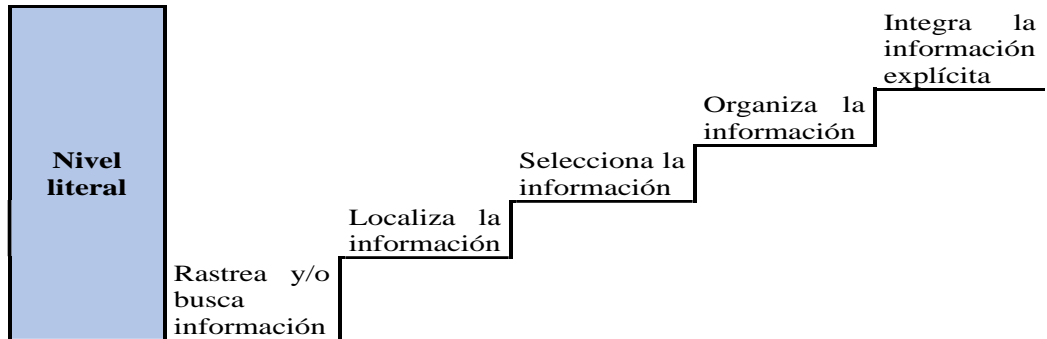 Nivel
literal
Rastrea y/o
busca
información
Localiza la
información
Selecciona la
información
Organiza la
información
Integra la
información
explícita